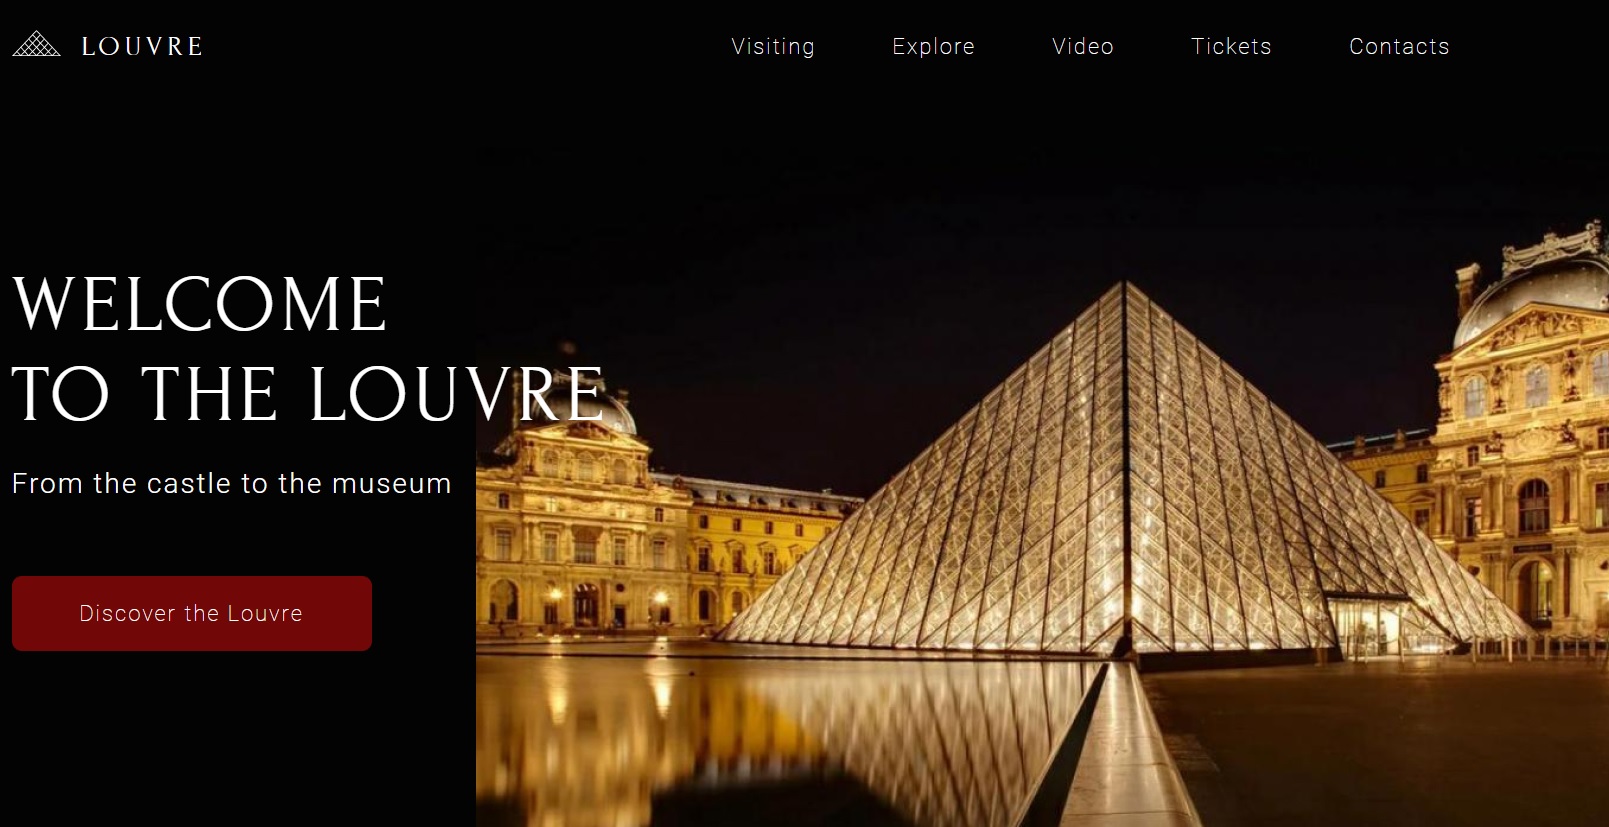 LOUVRE
Visiting
Explore
Video
Tickets
Contacts
WELCOME
TO THE LOUVRE
From the castle to the museum
Discover the Louvre